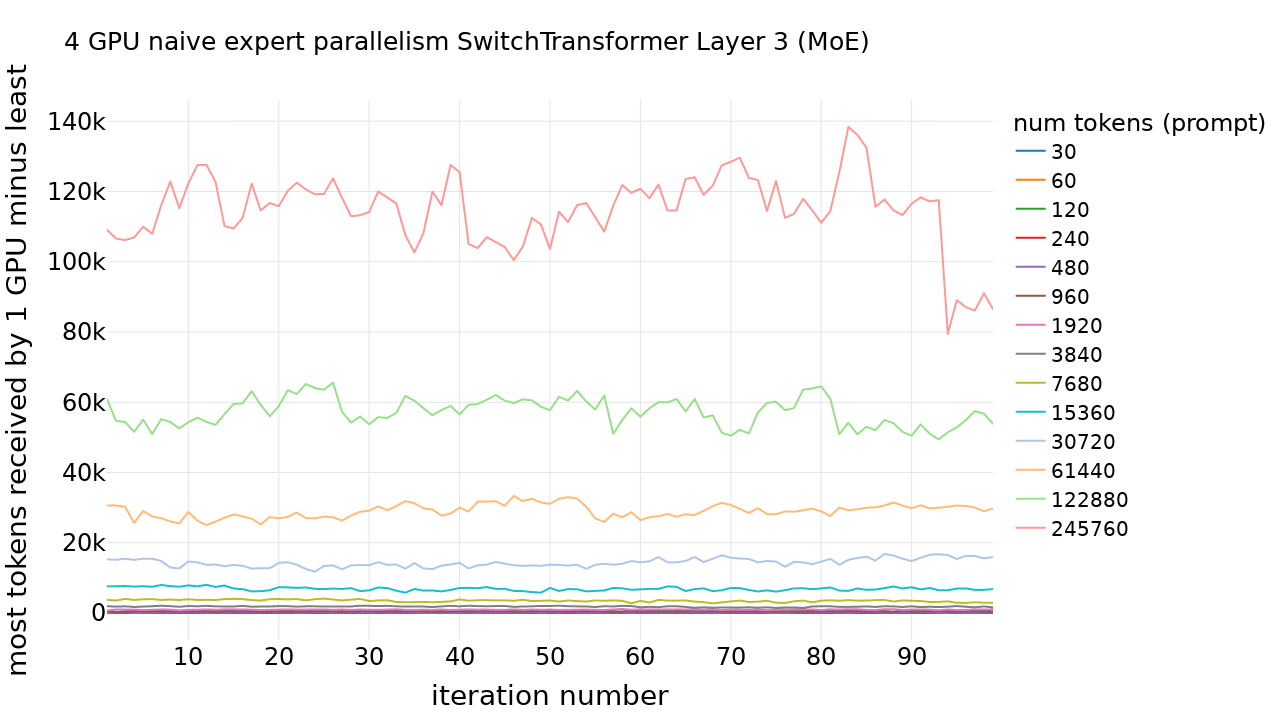 4 GPU naive expert parallelism SwitchTransformer Layer 3 (MoE)
most tokens received by 1 GPU minus least
140k
120k
100k
80k
60k
40k
20k
0
10 20 30 40 50 60 70 80 90
iteration number
num tokens (prompt)
30
60
120
240
480
960
1920
3840
7680
15360
30720
61440
122880
245760